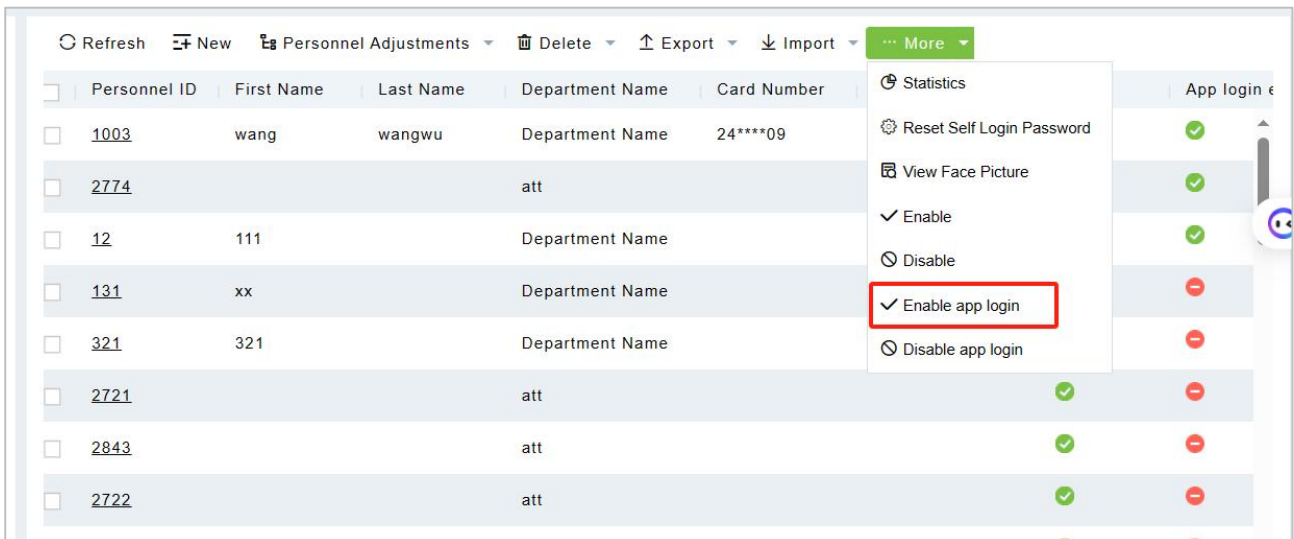 Refresh New Personnel Adjustments Delete Export Import ··· More
Personnel ID First Name Last Name Department Name Card Number App login e
Statistics
1003 wang wangwu Department Name 24****09
Reset Self Login Password
View Face Picture
2774 att
Enable
12 111 Department Name
Disable
131 xx Department Name
Enable app login
321 321 Department Name
Disable app login
2721 att
2843 att
2722 att